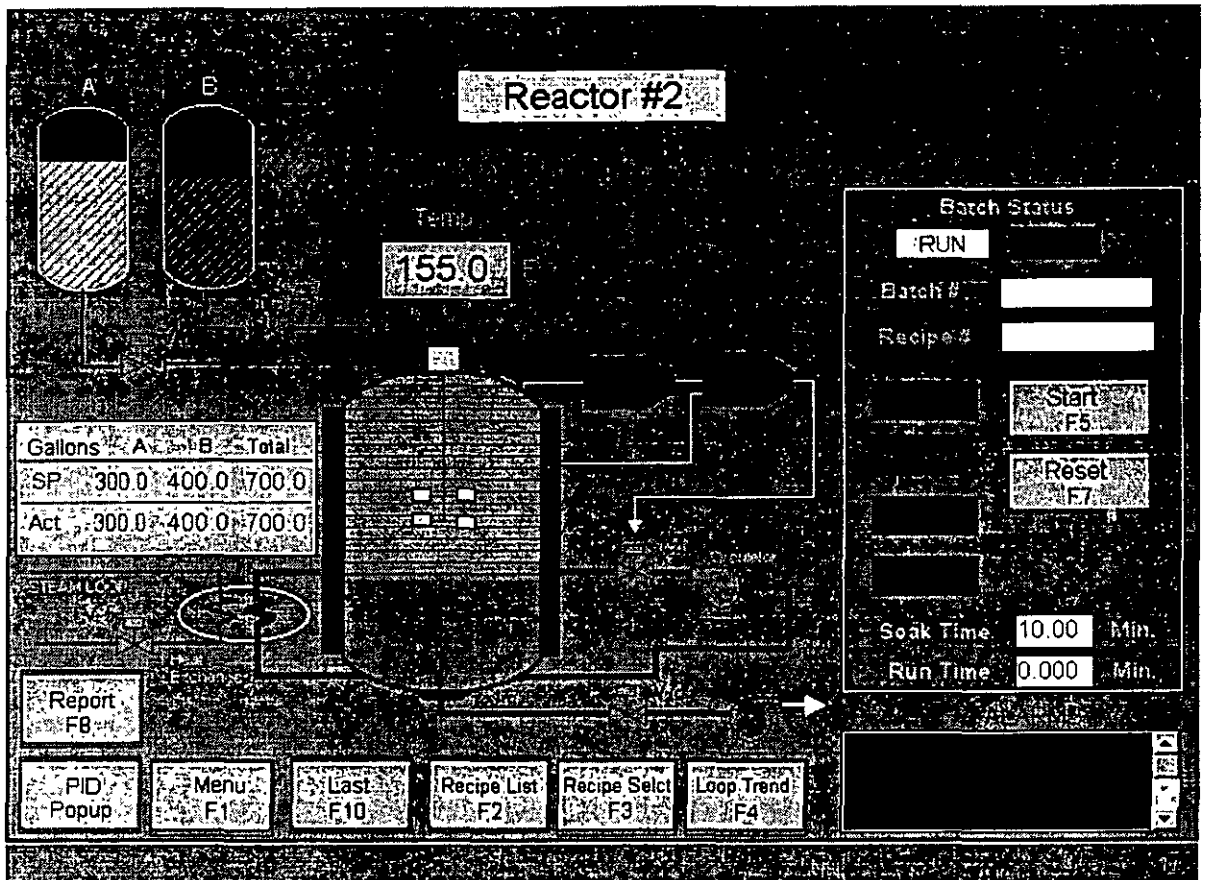 A B
Reactor #2
Temp
155.0
Batch Status
RUN
Batch #
Recipe #
Start
F5
Reset
F7
Gallons A B Total
SP 300.0 400.0 700.0
Act 300.0 400.0 700.0
Heat
Exchanger
Soak Time 10.00 Min.
Run Time 0.000 Min.
Report
F8
PID
Popup
Menu
F1
Last
F10
Recipe List
F2
Recipe Selct
F3
Loop Trend
F4